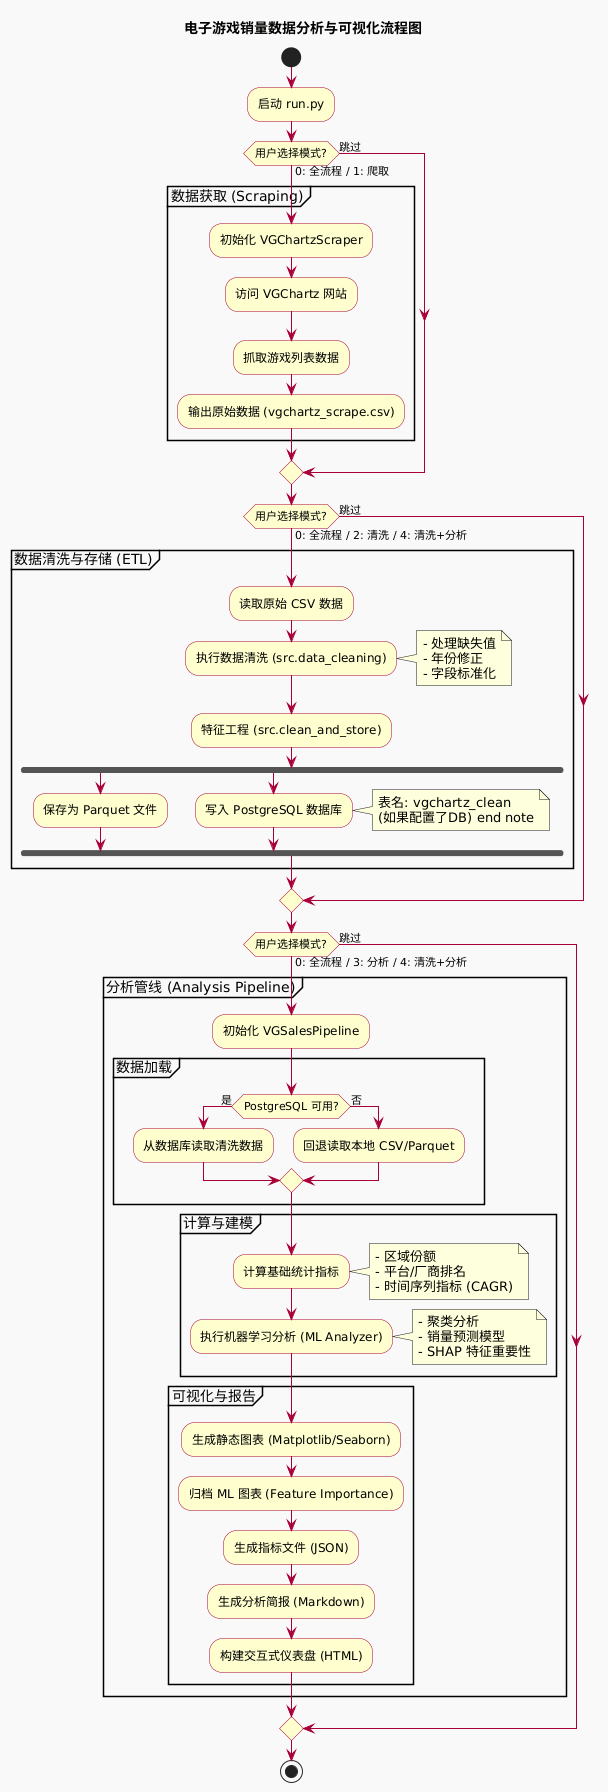 电子游戏销量数据分析与可视化流程图
启动 run.py
用户选择模式?
跳过
0: 全流程 / 1: 爬取
数据获取 (Scraping)
初始化 VGChartzScraper
访问 VGChartz 网站
抓取游戏列表数据
输出原始数据 (vgchartz_scrape.csv)
用户选择模式?
跳过
0: 全流程 / 2: 清洗 / 4: 清洗+分析
数据清洗与存储 (ETL)
读取原始 CSV 数据
执行数据清洗 (src.data_cleaning)
- 处理缺失值
- 年份修正
- 字段标准化
特征工程 (src.clean_and_store)
保存为 Parquet 文件
写入 PostgreSQL 数据库
表名: vgchartz_clean
(如果配置了DB) end note
用户选择模式?
跳过
0: 全流程 / 3: 分析 / 4: 清洗+分析
分析管线 (Analysis Pipeline)
初始化 VGSalesPipeline
数据加载
是
PostgreSQL 可用?
否
从数据库读取清洗数据
回退读取本地 CSV/Parquet
计算与建模
计算基础统计指标
- 区域份额
- 平台/厂商排名
- 时间序列指标 (CAGR)
执行机器学习分析 (ML Analyzer)
- 聚类分析
- 销量预测模型
- SHAP 特征重要性
可视化与报告
生成静态图表 (Matplotlib/Seaborn)
归档 ML 图表 (Feature Importance)
生成指标文件 (JSON)
生成分析简报 (Markdown)
构建交互式仪表盘 (HTML)